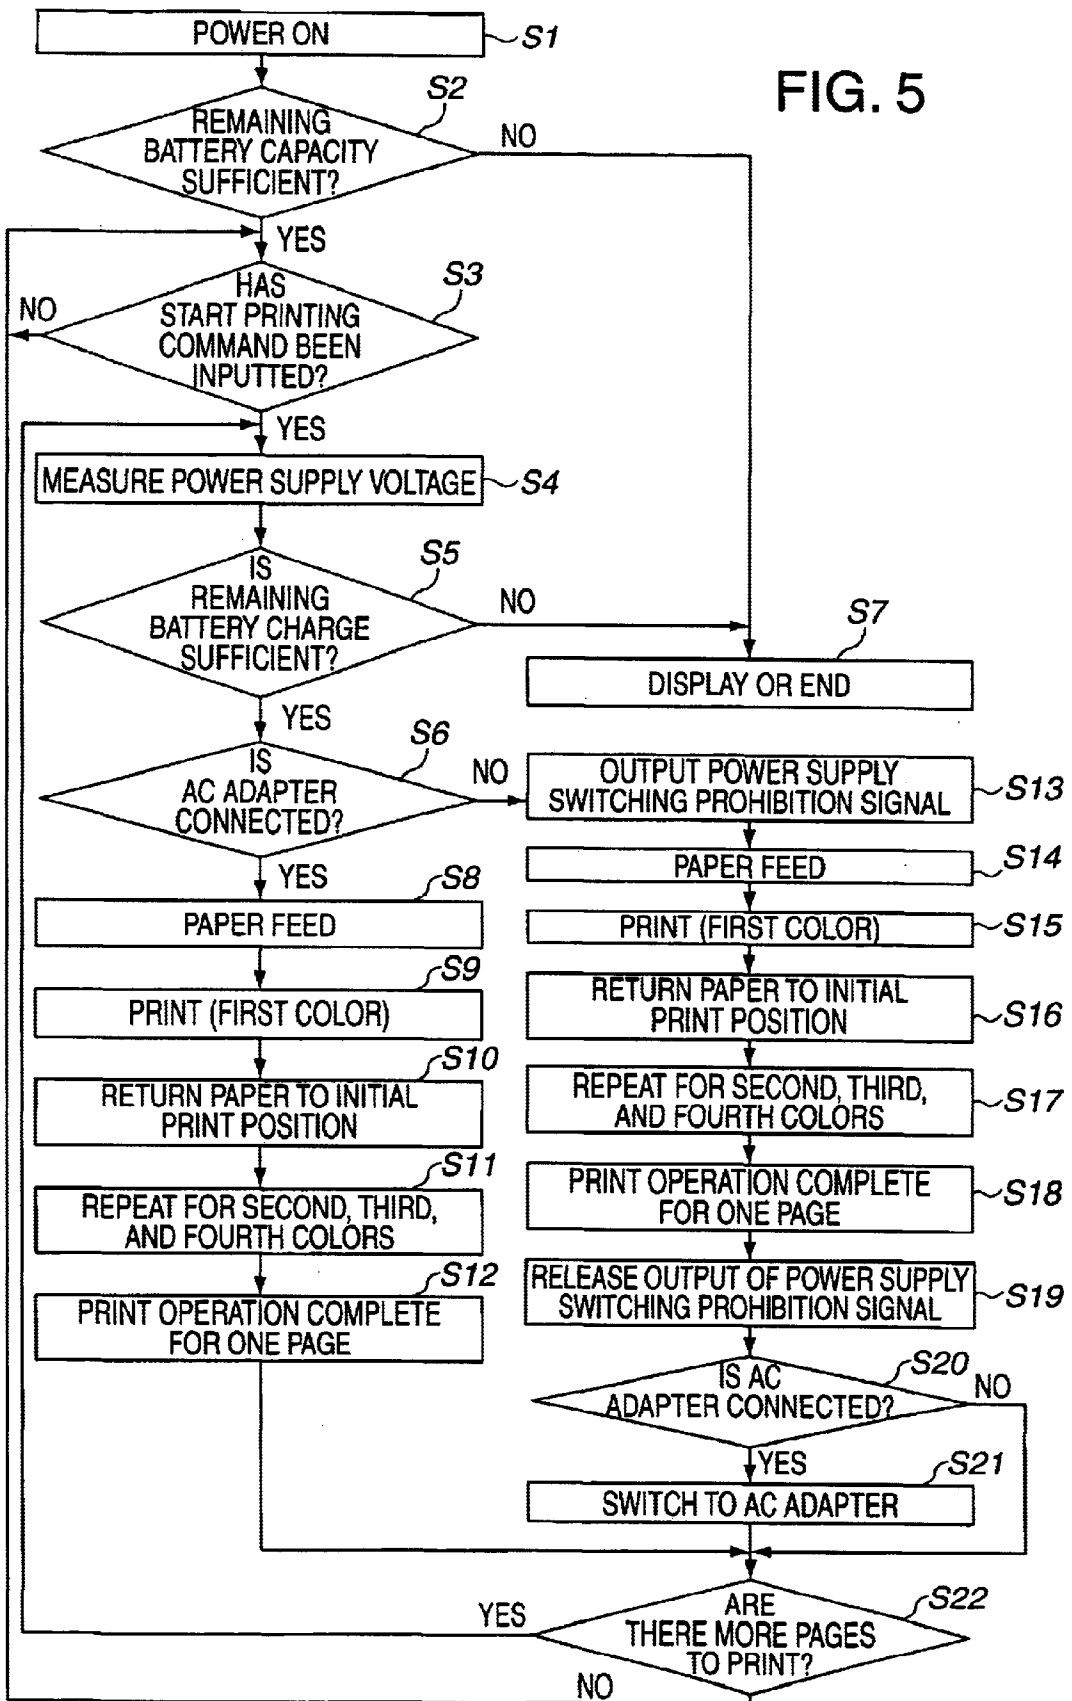 FIG. 5
POWER ON
S1
S2
REMAINING
BATTERY CAPACITY
SUFFICIENT?
NO
YES
S3
HAS
START PRINTING
COMMAND BEEN
INPUTTED?
NO
YES
MEASURE POWER SUPPLY VOLTAGE
S4
S5
IS
REMAINING
BATTERY CHARGE
SUFFICIENT?
NO
YES
S7
DISPLAY OR END
S6
IS
AC ADAPTER
CONNECTED?
NO
YES
S8
PAPER FEED
S9
PRINT (FIRST COLOR)
S10
RETURN PAPER TO INITIAL
PRINT POSITION
S11
REPEAT FOR SECOND, THIRD,
AND FOURTH COLORS
S12
PRINT OPERATION COMPLETE
FOR ONE PAGE
OUTPUT POWER SUPPLY
SWITCHING PROHIBITION SIGNAL
S13
PAPER FEED
S14
PRINT (FIRST COLOR)
S15
RETURN PAPER TO INITIAL
PRINT POSITION
S16
REPEAT FOR SECOND, THIRD,
AND FOURTH COLORS
S17
PRINT OPERATION COMPLETE
FOR ONE PAGE
S18
RELEASE OUTPUT OF POWER SUPPLY
SWITCHING PROHIBITION SIGNAL
S19
S20
IS AC
ADAPTER CONNECTED?
NO
YES
S21
SWITCH TO AC ADAPTER
S22
ARE
THERE MORE PAGES
TO PRINT?
YES
NO